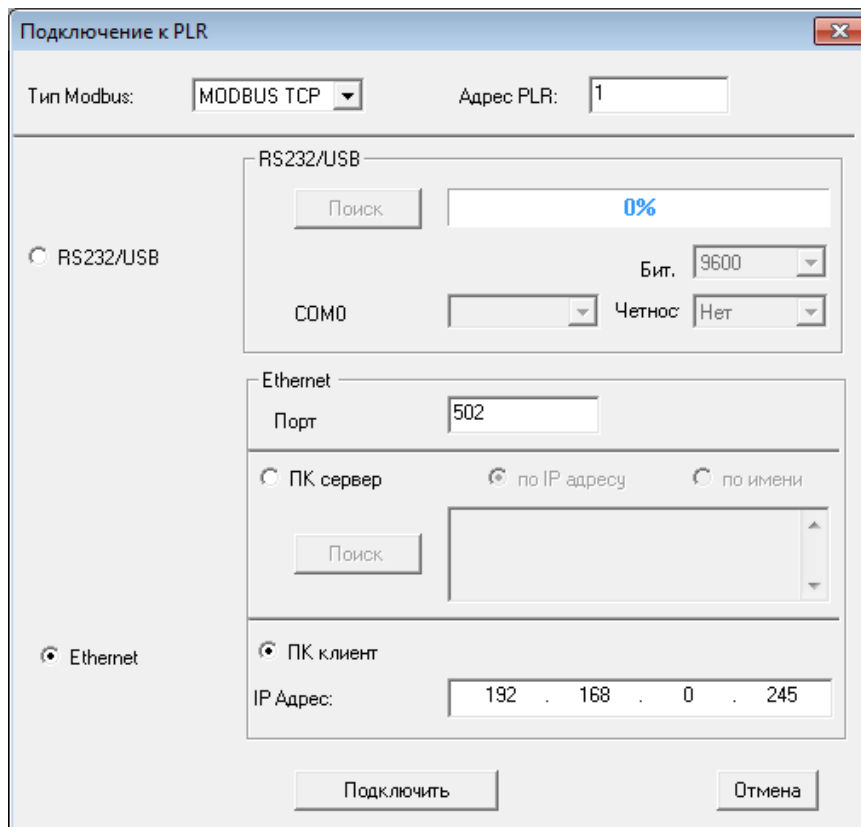 Подключение к PLR
Тип Modbus: MODBUS TCP Адрес PLR: 1
RS232/USB
Поиск 0%
RS232/USB
Бит. 9600
COM0 Четнос Нет
Ethernet
Порт 502
ПК сервер по IP адресу по имени
Поиск
Ethernet
ПК клиент
IP Адрес: 192 . 168 . 0 . 245
Подключить Отмена